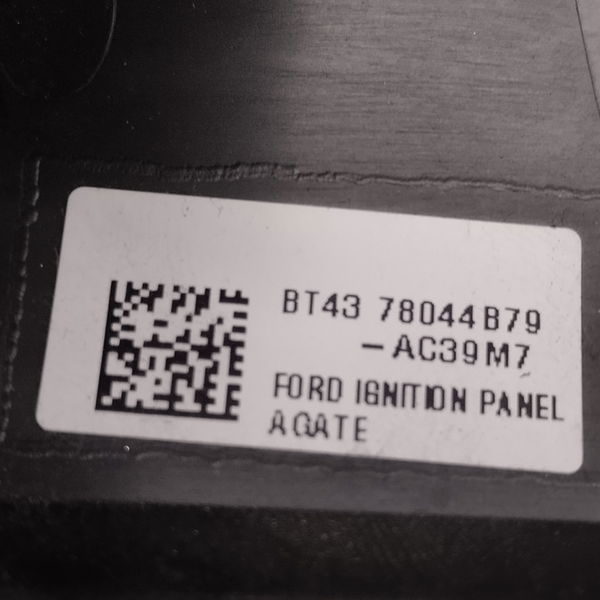 BT43 78044B79
-AC39M7
FORD IGNITION PANEL
AGATE